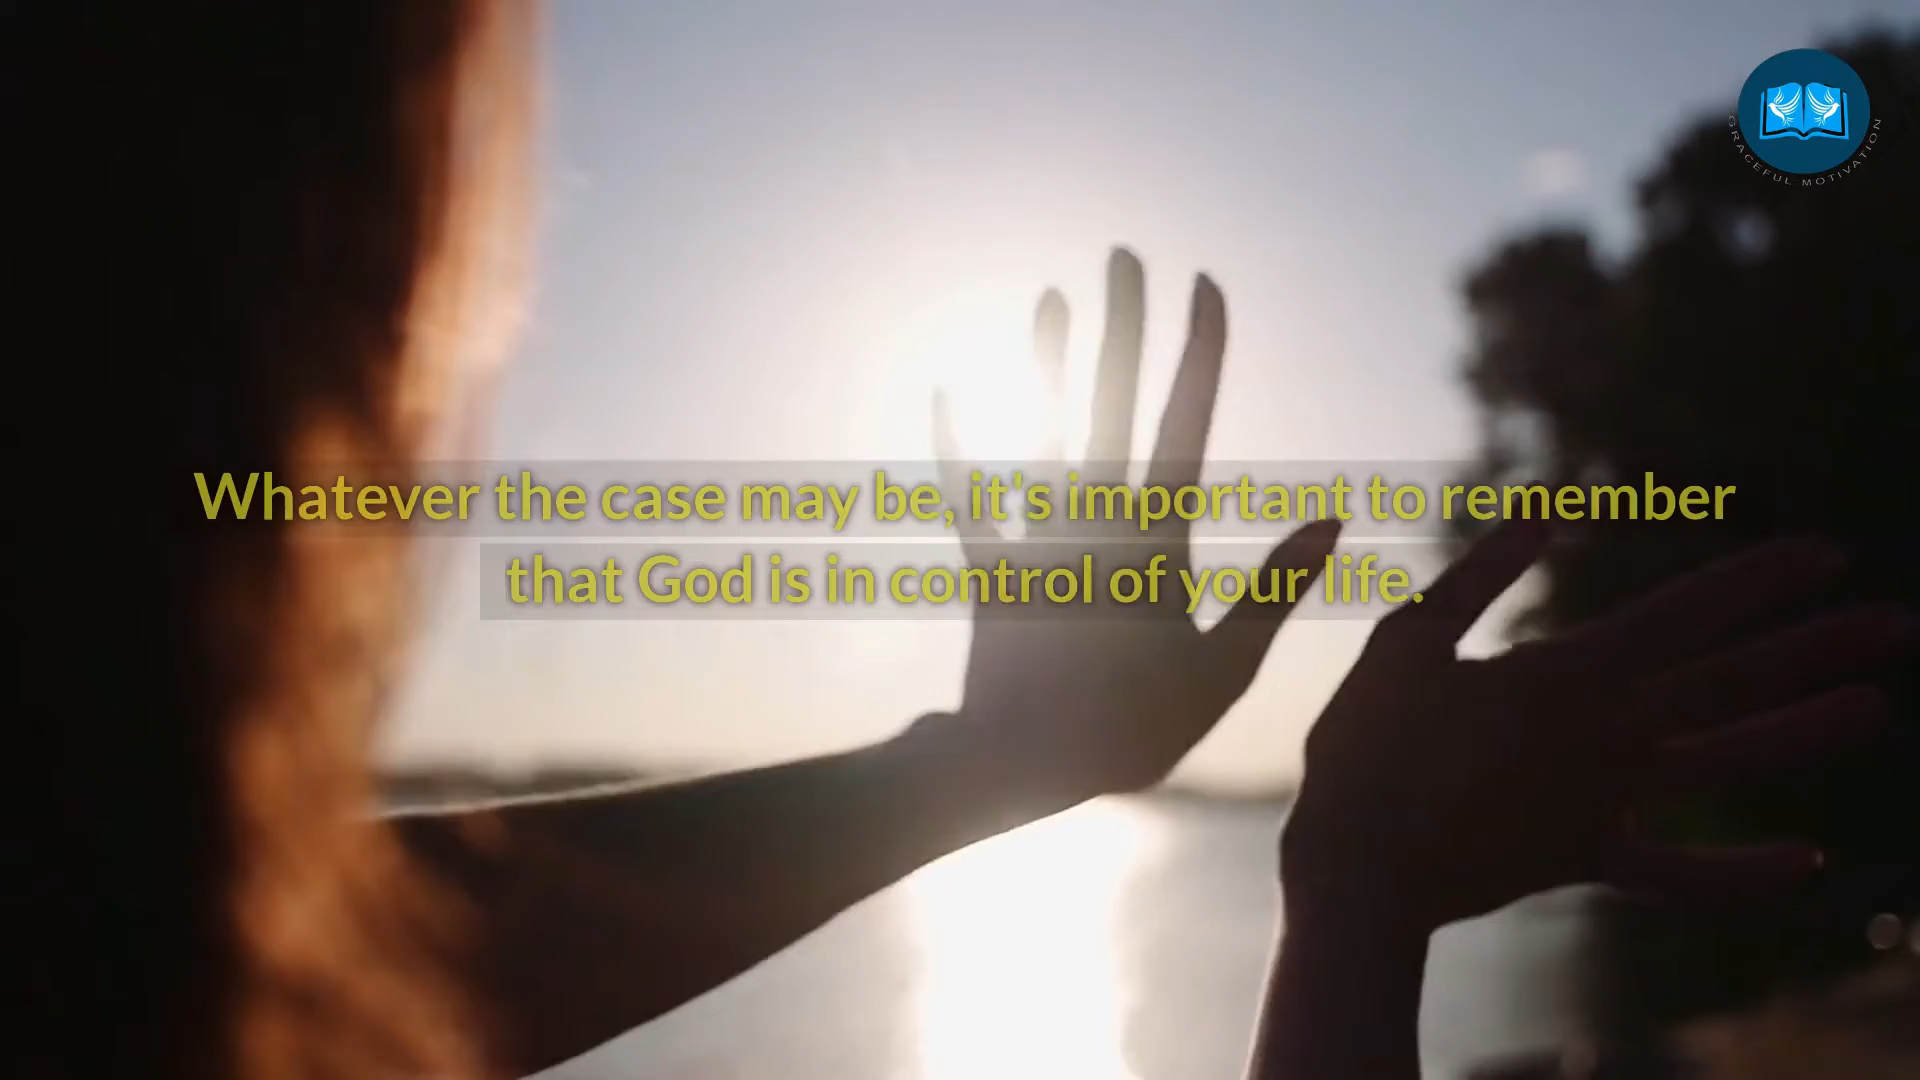 GRACEFUL MOTIVATION
Whatever the case may be, it's important to remember
that God is in control of your life.